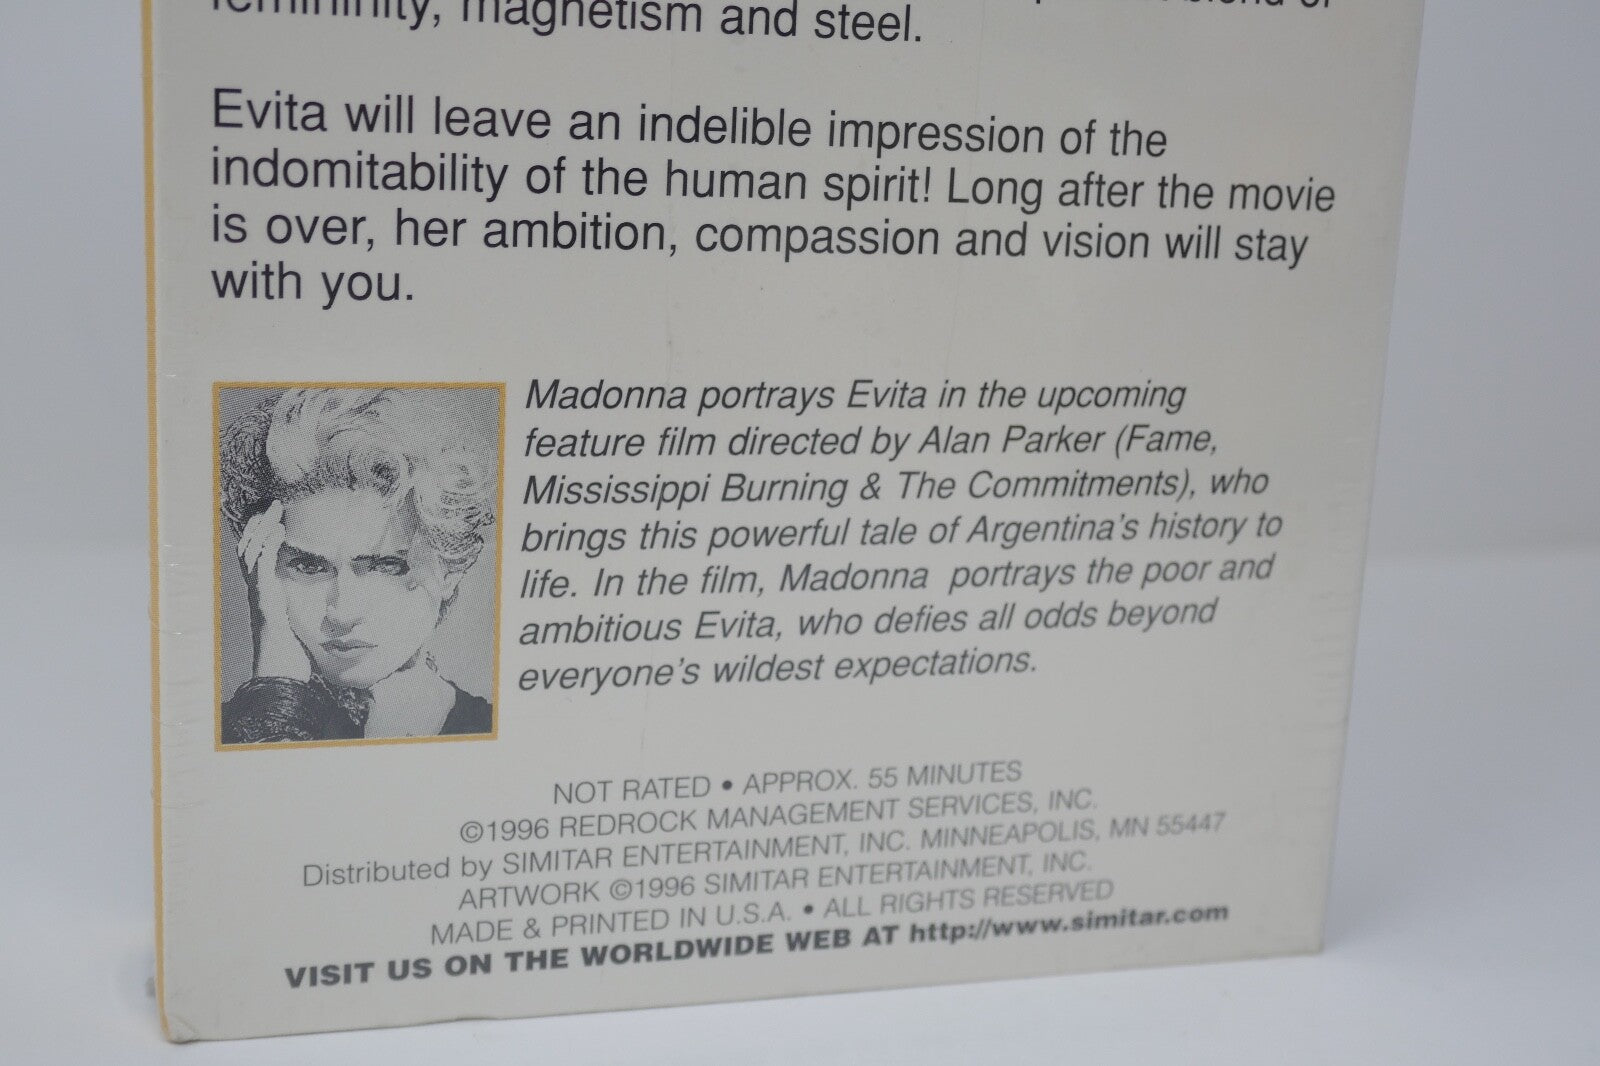 femininity, magnetism and steel.
Evita will leave an indelible impression of the
indomitability of the human spirit! Long after the movie
is over, her ambition, compassion and vision will stay
with you.
Madonna portrays Evita in the upcoming
feature film directed by Alan Parker (Fame,
Mississippi Burning & The Commitments), who
brings this powerful tale of Argentina's history to
life. In the film, Madonna portrays the poor and
ambitious Evita, who defies all odds beyond
everyone's wildest expectations.
NOT RATED • APPROX. 55 MINUTES
©1996 REDROCK MANAGEMENT SERVICES, INC.
Distributed by SIMITAR ENTERTAINMENT, INC. MINNEAPOLIS, MN 55447
ARTWORK ©1996 SIMITAR ENTERTAINMENT, INC.
MADE & PRINTED IN U.S.A. • ALL RIGHTS RESERVED
VISIT US ON THE WORLDWIDE WEB AT http://www.simitar.com